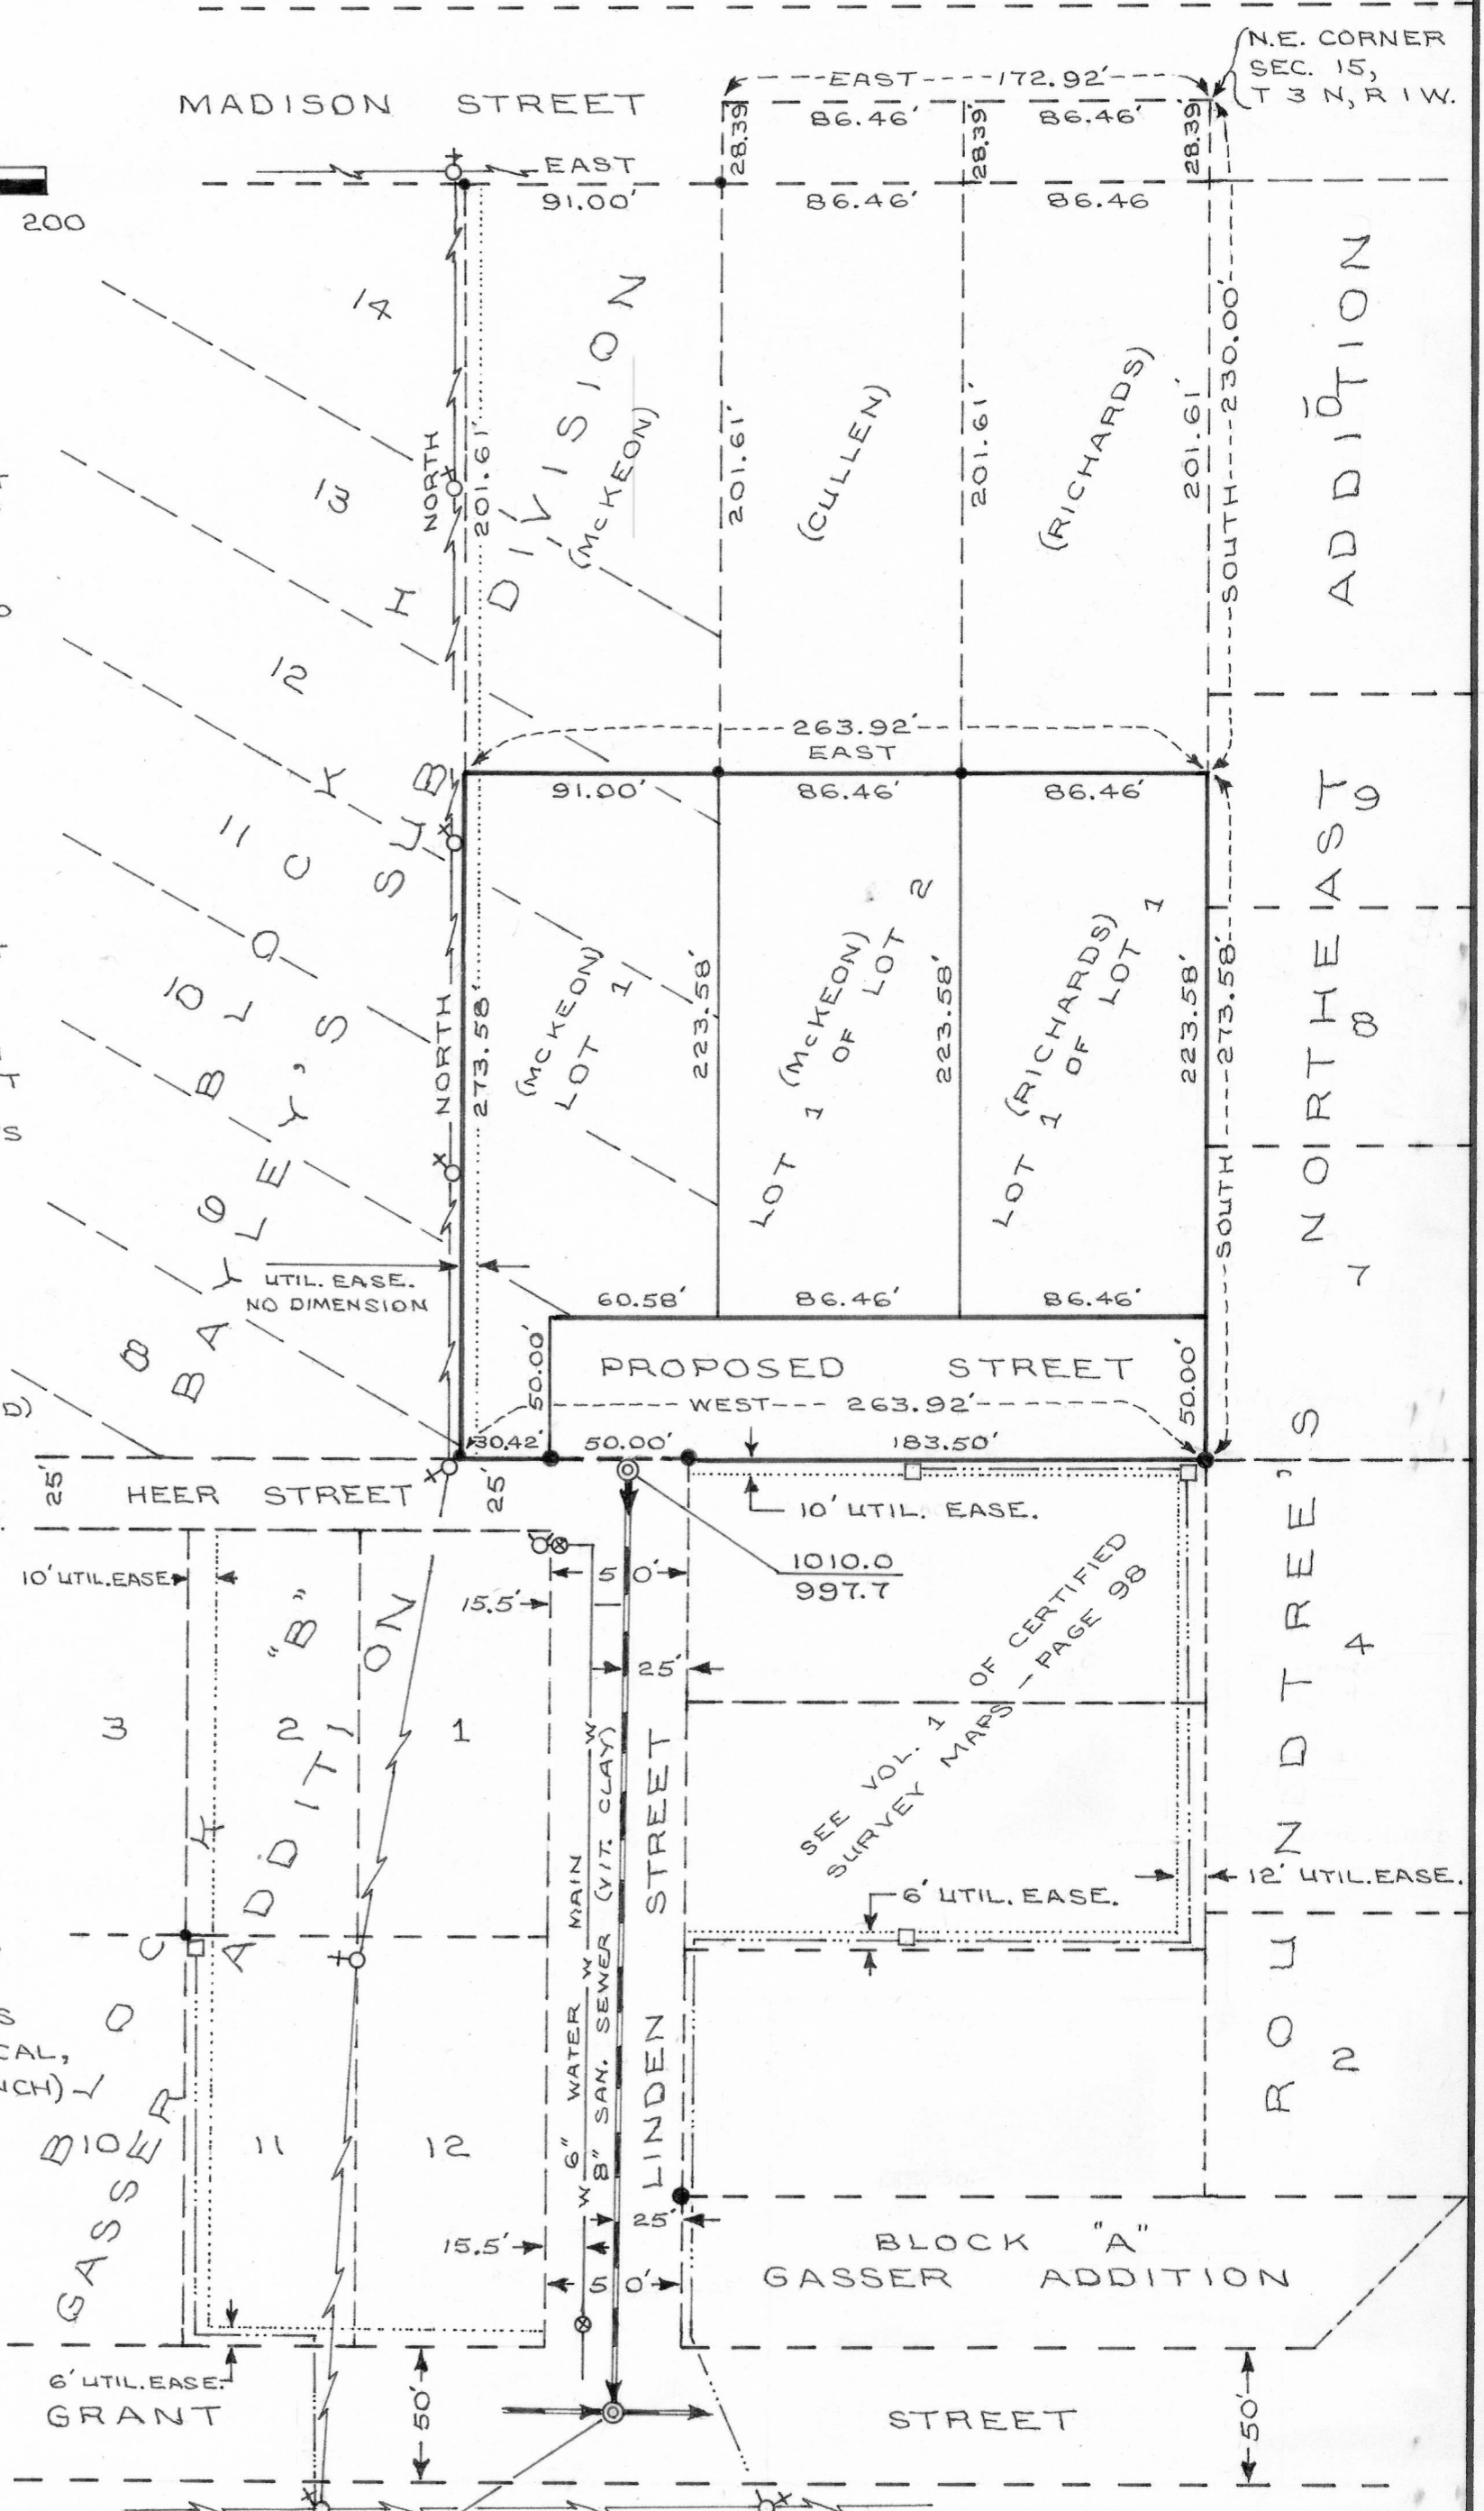 N.E. CORNER
SEC. 15,
T 3 N, R 1 W.
EAST 172.92'
MADISON STREET
86.46' 86.46'
28.39' 28.39' 28.39'
EAST
91.00' 86.46' 86.46
200
14
13
12
11
10
9
8
NORTH
201.61'
201.61'
201.61'
201.61'
SOUTH 230.00'
(McKEON)
(CULLEN)
(RICHARDS)
BLOCK H
BAYLEY'S SUBDIVISION
ROUNDTREE'S NORTHEAST ADDITION
10
9
8
7
4
2
263.92'
EAST
91.00' 86.46' 86.46'
NORTH
273.58'
(McKEON)
LOT 1
223.58'
(McKEON)
LOT 1 OF LOT 2
223.58'
(RICHARDS)
LOT 1 OF LOT 1
223.58'
SOUTH 273.58'
UTIL. EASE.
NO DIMENSION
60.58' 86.46' 86.46'
50.00'
PROPOSED STREET
50.00'
WEST 263.92'
30.42' 50.00' 183.50'
D)
25'
HEER STREET
25'
10' UTIL. EASE.
1010.0
997.7
10' UTIL. EASE
50'
15.5'
25'
SEE VOL. 1 OF CERTIFIED
SURVEY MAPS - PAGE 98
3
2
1
"B"
BLOCK
GASSER ADDITION
12' UTIL. EASE.
6' UTIL. EASE.
W 6" WATER W MAIN W
8" SAN. SEWER (VIT. CLAY)
LINDEN STREET
S
CAL,
10
11
12
25'
15.5'
50'
BLOCK "A"
GASSER ADDITION
6' UTIL. EASE.
GRANT STREET
50'
50'